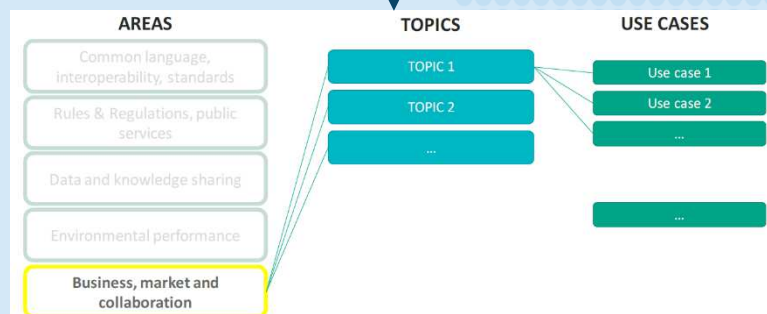 AREAS
TOPICS
USE CASES
Common language,
interoperability, standards
Rules & Regulations, public
services
Data and knowledge sharing
Environmental performance
Business, market and
collaboration
TOPIC 1
TOPIC 2
...
Use case 1
Use case 2
...
...